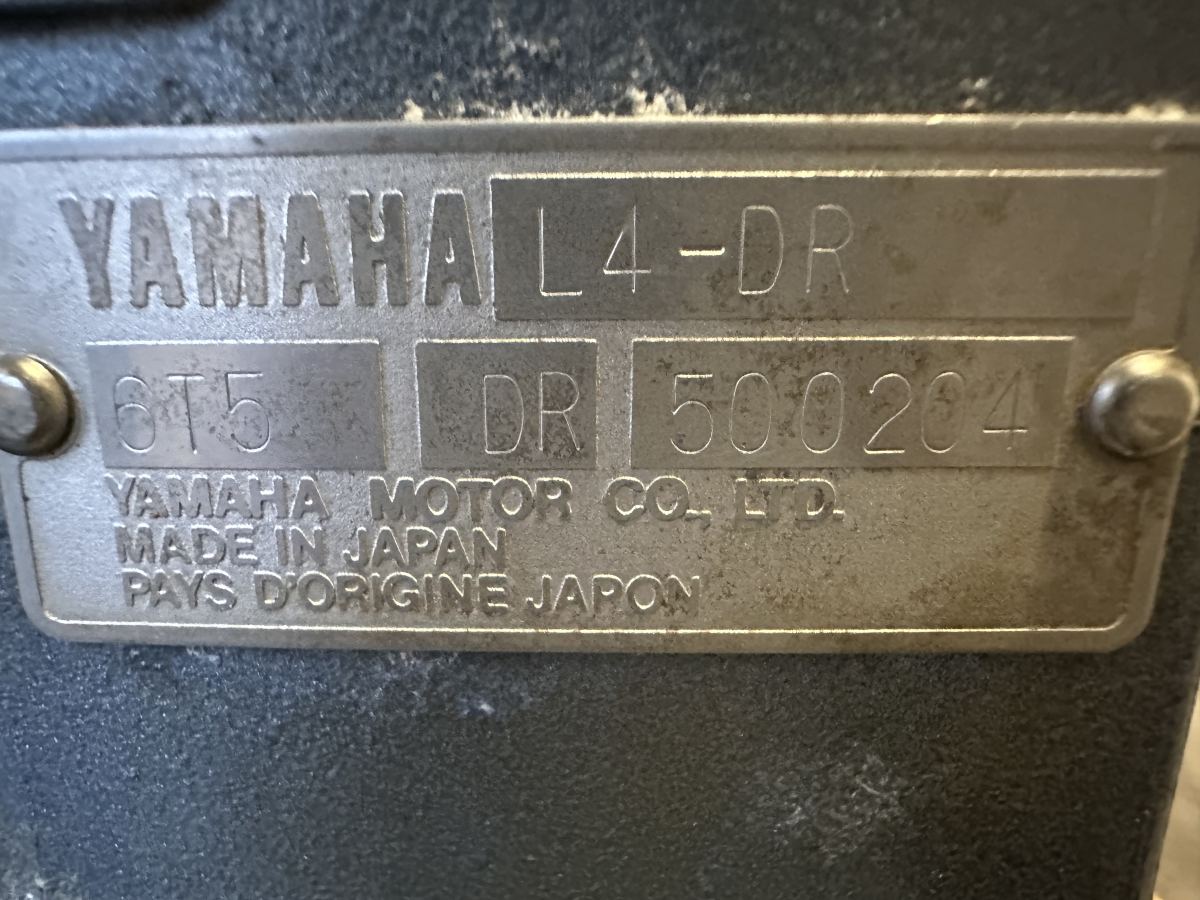 YAMAHA L4-DR
6T5 DR 500204
YAMAHA MOTOR CO., LTD.
MADE IN JAPAN
PAYS D'ORIGINE JAPON